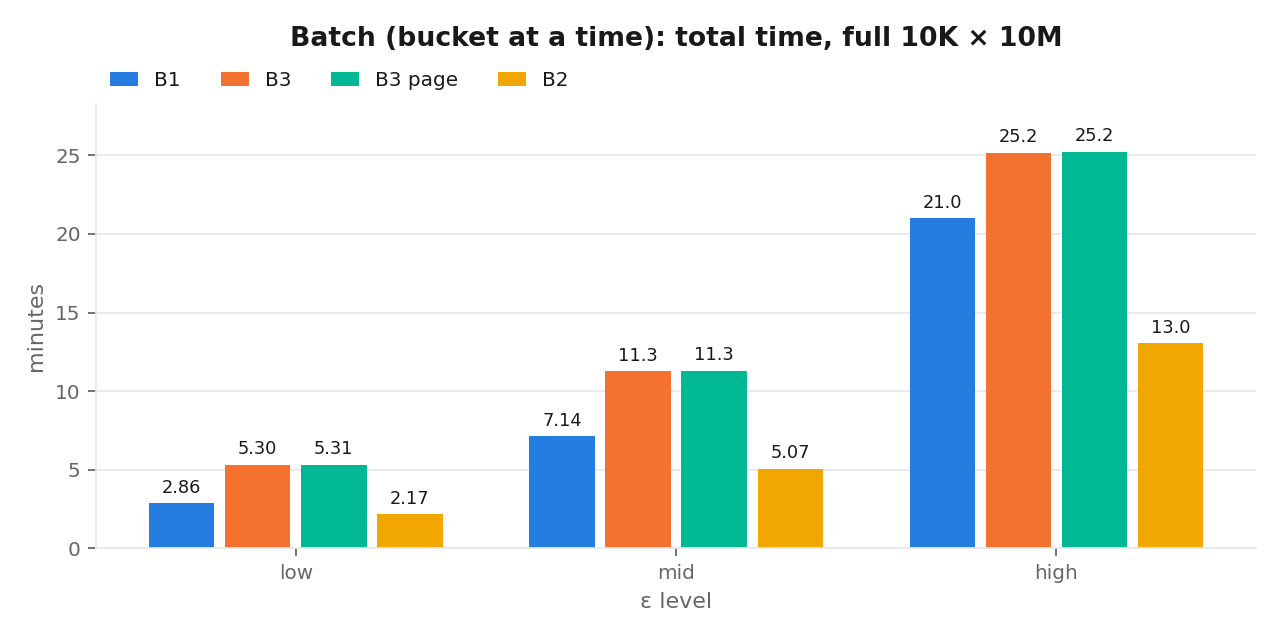 Batch (bucket at a time): total time, full 10K × 10M
B1 B3 B3 page B2
minutes
25
20
15
10
5
0
2.86 5.30 5.31 2.17
7.14 11.3 11.3 5.07
21.0 25.2 25.2 13.0
low mid high
ε level